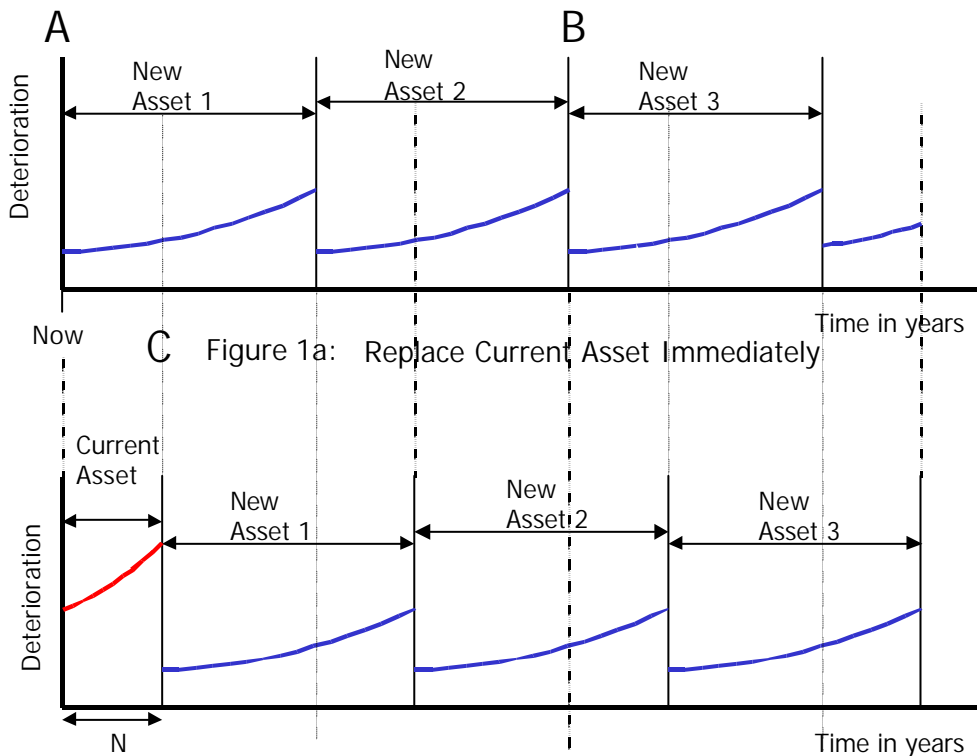 A
B
New
Asset 1
New
Asset 2
New
Asset 3
Deterioration
Time in years
Now
C Figure 1a: Replace Current Asset Immediately
Current
Asset
New
Asset 1
New
Asset 2
New
Asset 3
Deterioration
N
Time in years